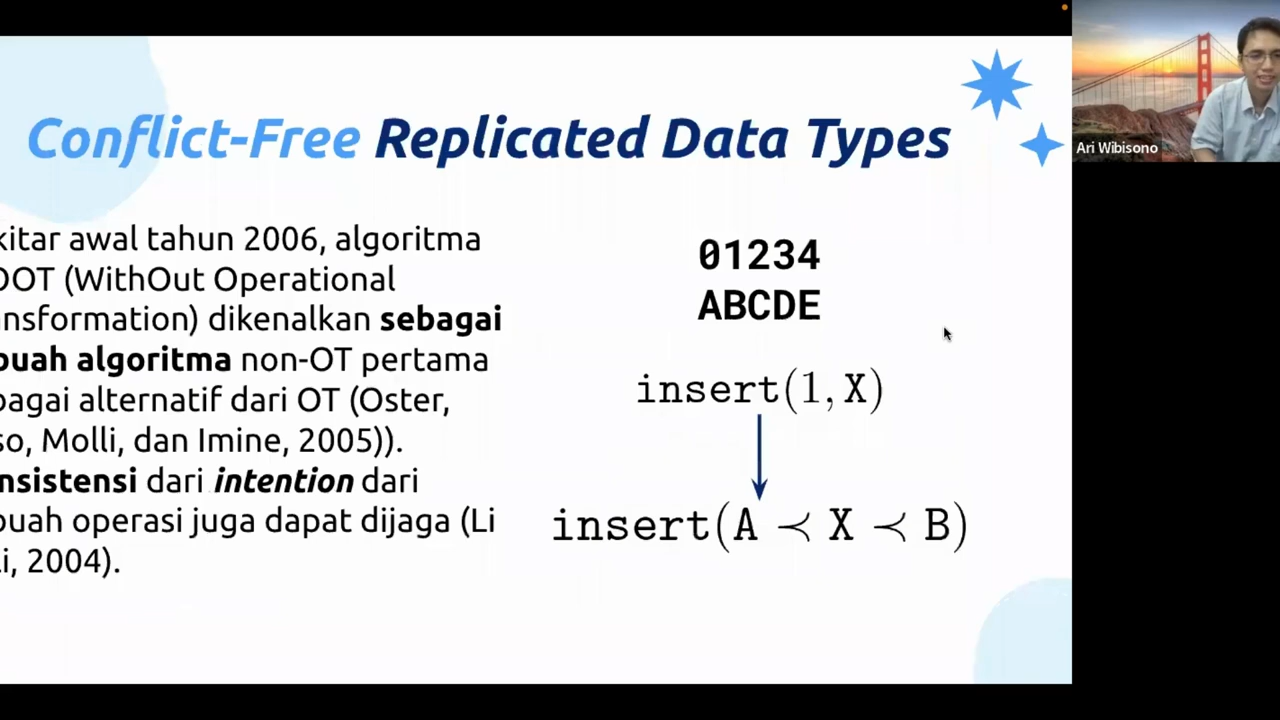 Conflict-Free Replicated Data Types
kitar awal tahun 2006, algoritma
OOT (WithOut Operational
ansformation) dikenalkan sebagai
buah algoritma non-OT pertama
bagai alternatif dari OT (Oster,
so, Molli, dan Imine, 2005)).
nsistensi dari intention dari
buah operasi juga dapat dijaga (Li
i, 2004).
01234
ABCDE
insert(1, X)
insert(A ≺ X ≺ B)
Ari Wibisono